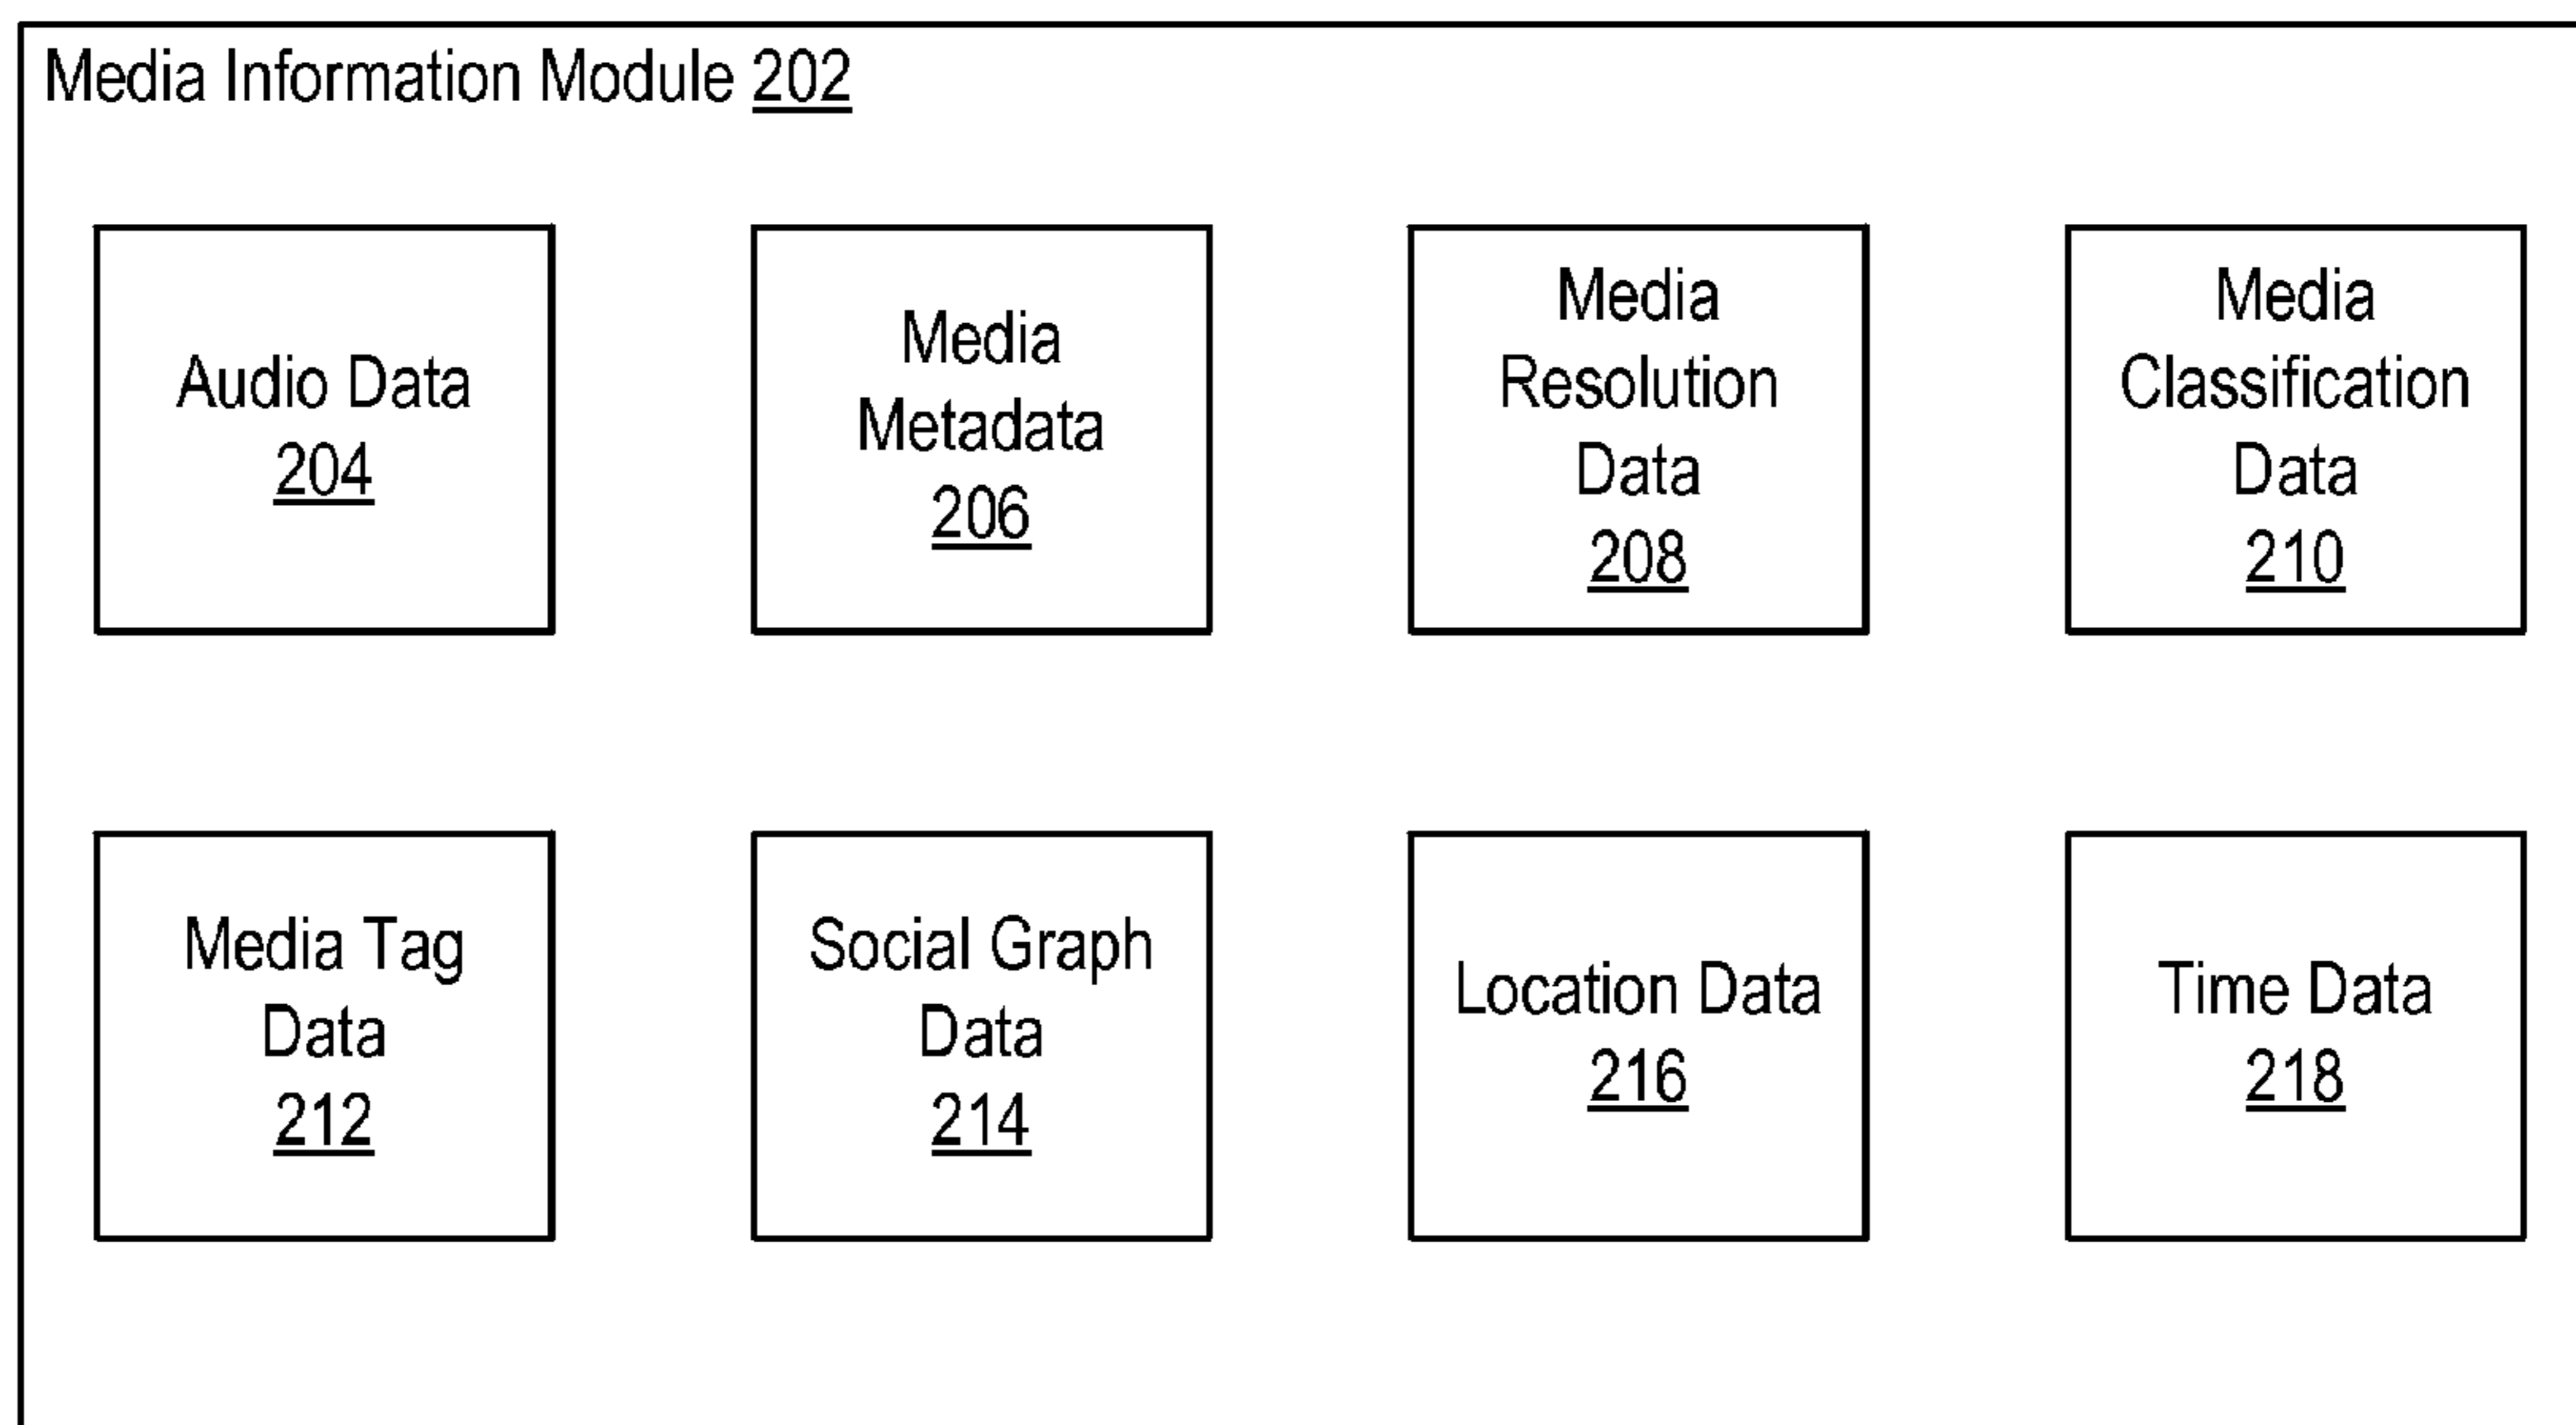 Media Information Module 202
Audio Data
204
Media
Metadata
206
Media
Resolution
Data
208
Media
Classification
Data
210
Media Tag
Data
212
Social Graph
Data
214
Location Data
216
Time Data
218